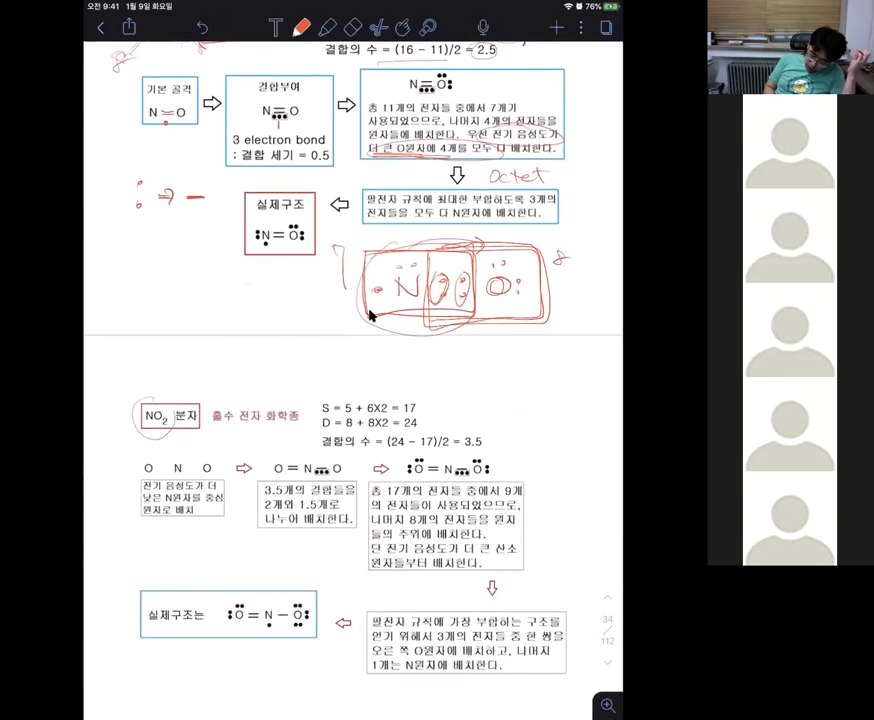 오전 9:41 1월 9일 화요일
76%
결합의 수 = (16 − 11)/2 = 2.5
기본 골격
N = O
결합부여
N O
3 electron bond
: 결합 세기 = 0.5
N O
총 11개의 전자들 중에서 7개가
사용되었으므로, 나머지 4개의 전자들을
원자들에 배치한다. 우선 전기 음성도가
더 큰 O원자에 4개를 모두 다 배치한다.
Octet
팔전자 규칙에 최대한 부합하도록 3개의
전자들을 모두 다 N원자에 배치한다.
실제구조
:N = O:
7
N O
8
NO2 분자
홀수 전자 화학종
S = 5 + 6X2 = 17
D = 8 + 8X2 = 24
결합의 수 = (24 − 17)/2 = 3.5
O N O
O = N O
:O = N O:
전기 음성도가 더
낮은 N원자를 중심
원자로 배치
3.5개의 결합들을
2개와 1.5개로
나누어 배치한다.
총 17개의 전자들 중에서 9개
의 전자들이 사용되었으므로,
나머지 8개의 전자들을 원자
들의 주위에 배치한다.
단 전기 음성도가 더 큰 산소
원자들부터 배치한다.
팔전자 규칙에 가장 부합하는 구조를
얻기 위해서 3개의 전자들 중 한 쌍을
오른 쪽 O원자에 배치하고, 나머지
1개는 N원자에 배치한다.
실제구조는 :O = N − O:
34
/
112